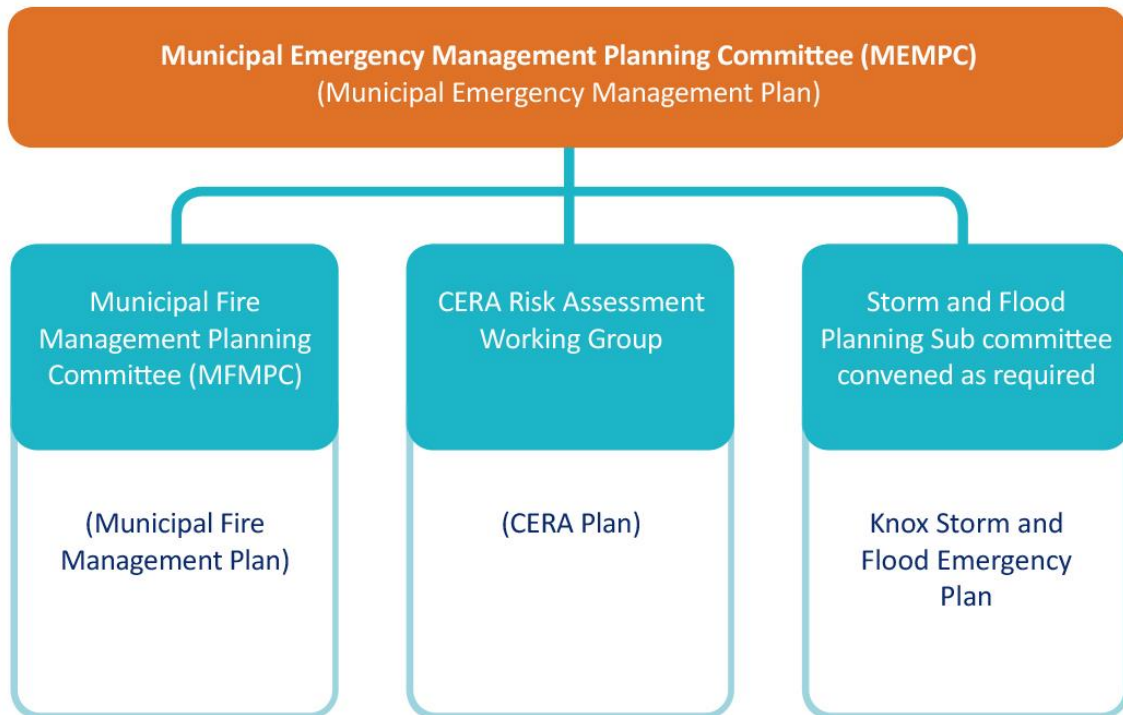 Municipal Emergency Management Planning Committee (MEMPC)
(Municipal Emergency Management Plan)
Municipal Fire
Management Planning
Committee (MFMPC)
(Municipal Fire
Management Plan)
CERA Risk Assessment
Working Group
(CERA Plan)
Storm and Flood
Planning Sub committee
convened as required
Knox Storm and
Flood Emergency
Plan